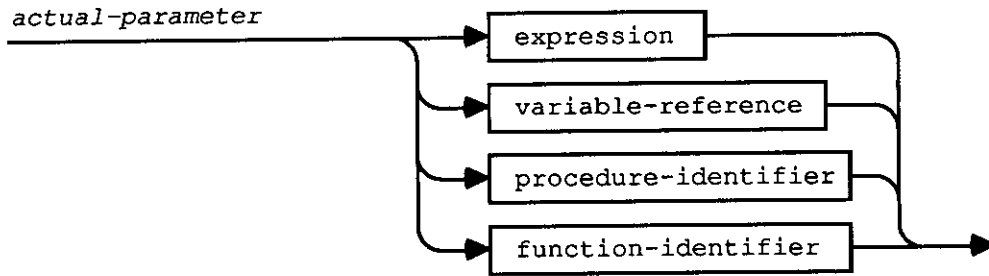 actual-parameter
expression
variable-reference
procedure-identifier
function-identifier